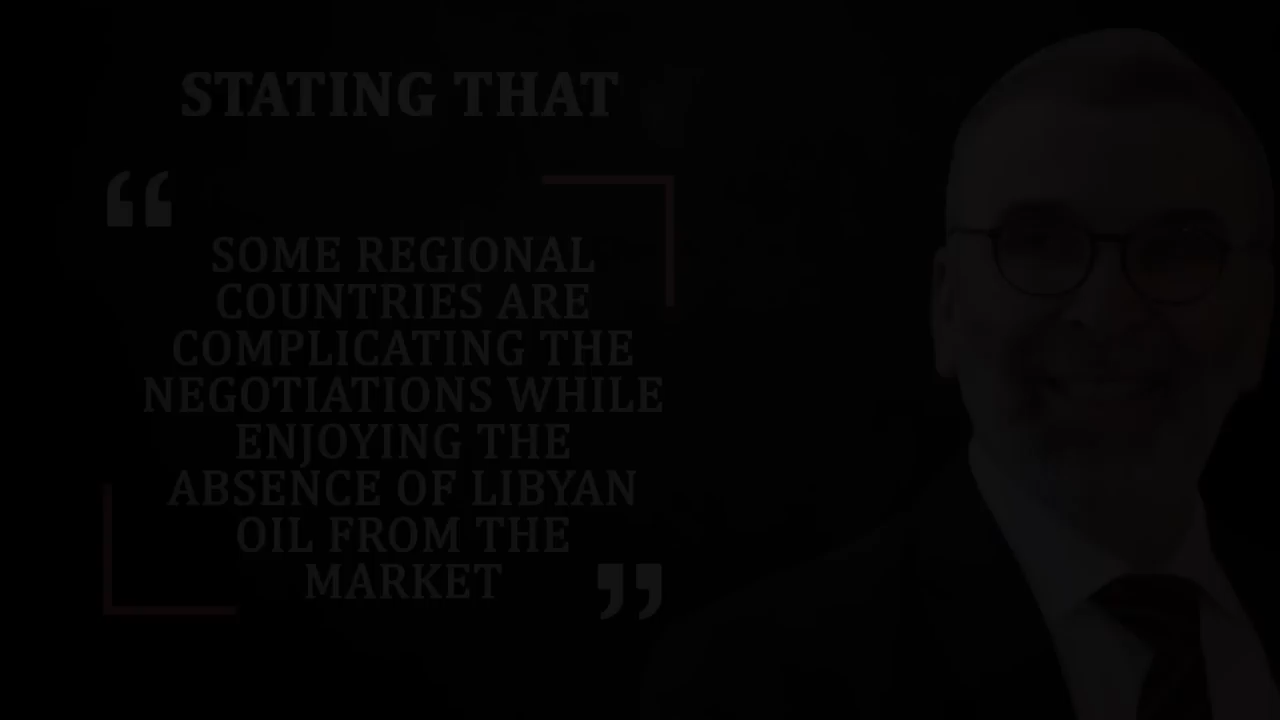 STATING THAT
“
SOME REGIONAL
COUNTRIES ARE
COMPLICATING THE
NEGOTIATIONS WHILE
ENJOYING THE
ABSENCE OF LIBYAN
OIL FROM THE
MARKET
”